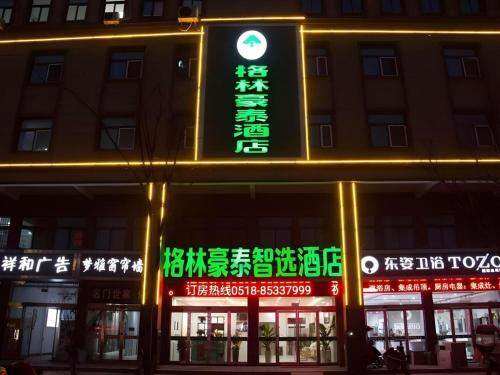 格林豪泰酒店
格林豪泰智选酒店
订房热线0518-85337999
祥和广告
梦雅窗帘墙
东姿卫浴 TOZO